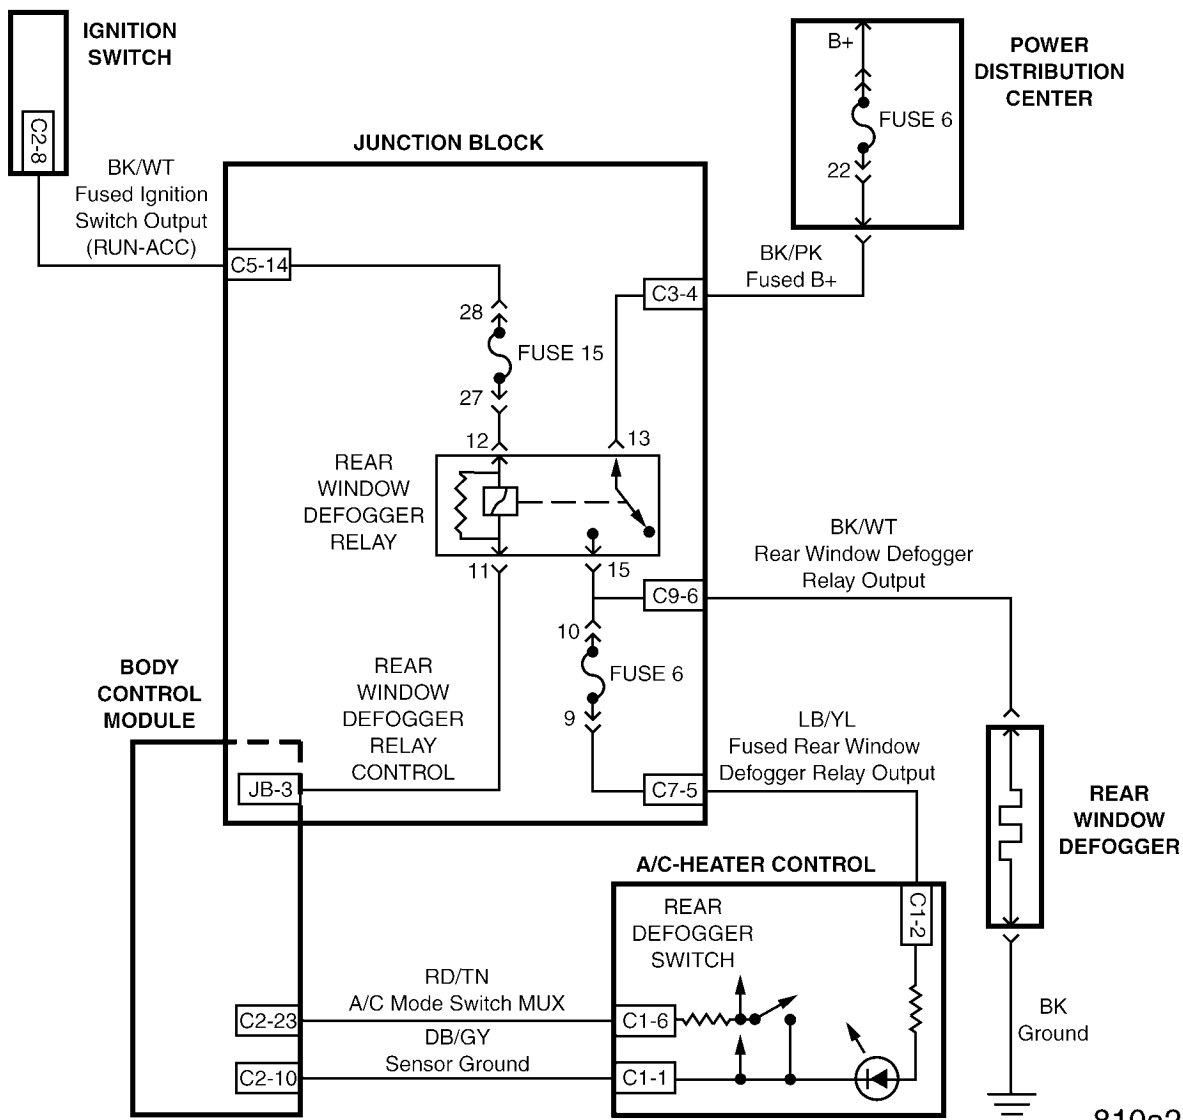 IGNITION
SWITCH
C2-8
BK/WT
Fused Ignition
Switch Output
(RUN-ACC)
JUNCTION BLOCK
B+
FUSE 6
22
POWER
DISTRIBUTION
CENTER
BK/PK
Fused B+
C5-14
C3-4
28
FUSE 15
27
12
13
REAR
WINDOW
DEFOGGER
RELAY
11
15
C9-6
BK/WT
Rear Window Defogger
Relay Output
10
FUSE 6
9
BODY
CONTROL
MODULE
REAR
WINDOW
DEFOGGER
RELAY
CONTROL
JB-3
C7-5
LB/YL
Fused Rear Window
Defogger Relay Output
REAR
WINDOW
DEFOGGER
A/C-HEATER CONTROL
REAR
DEFOGGER
SWITCH
C1-2
RD/TN
A/C Mode Switch MUX
C2-23
C1-6
DB/GY
Sensor Ground
C2-10
C1-1
BK
Ground